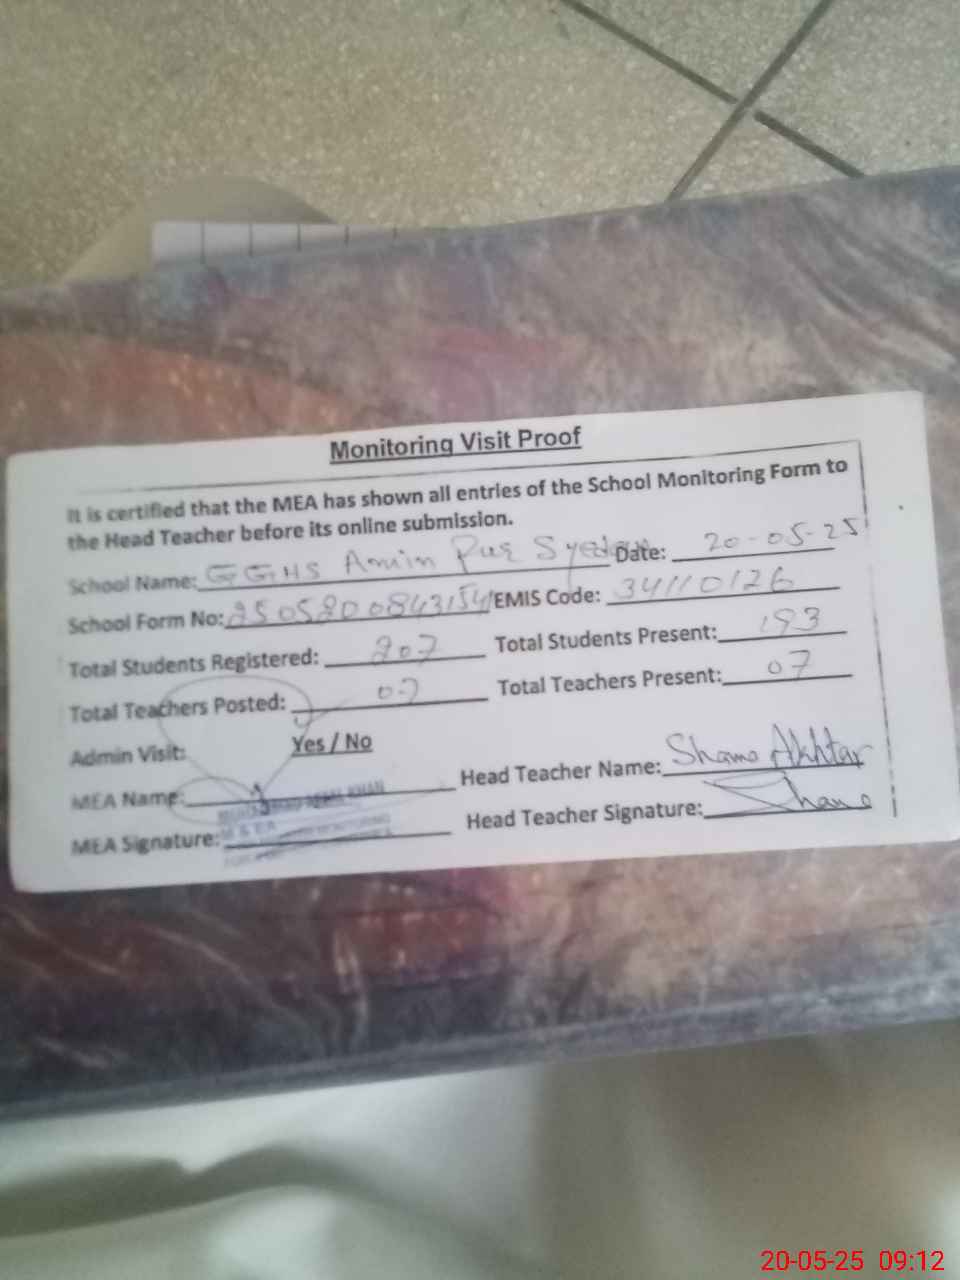 Monitoring Visit Proof
It is certified that the MEA has shown all entries of the School Monitoring Form to
the Head Teacher before its online submission.
School Name: GGHS Amin Pur Syedan Date: 20-05-25
School Form No: EMIS Code: 34110126
Total Students Registered: 207 Total Students Present: 193
Total Teachers Posted: 07 Total Teachers Present: 07
Admin Visit: Yes / No
MEA Name: KHAN Head Teacher Name: Shama Akhtar
MEA Signature: Head Teacher Signature: Shama
20-05-25 09:12